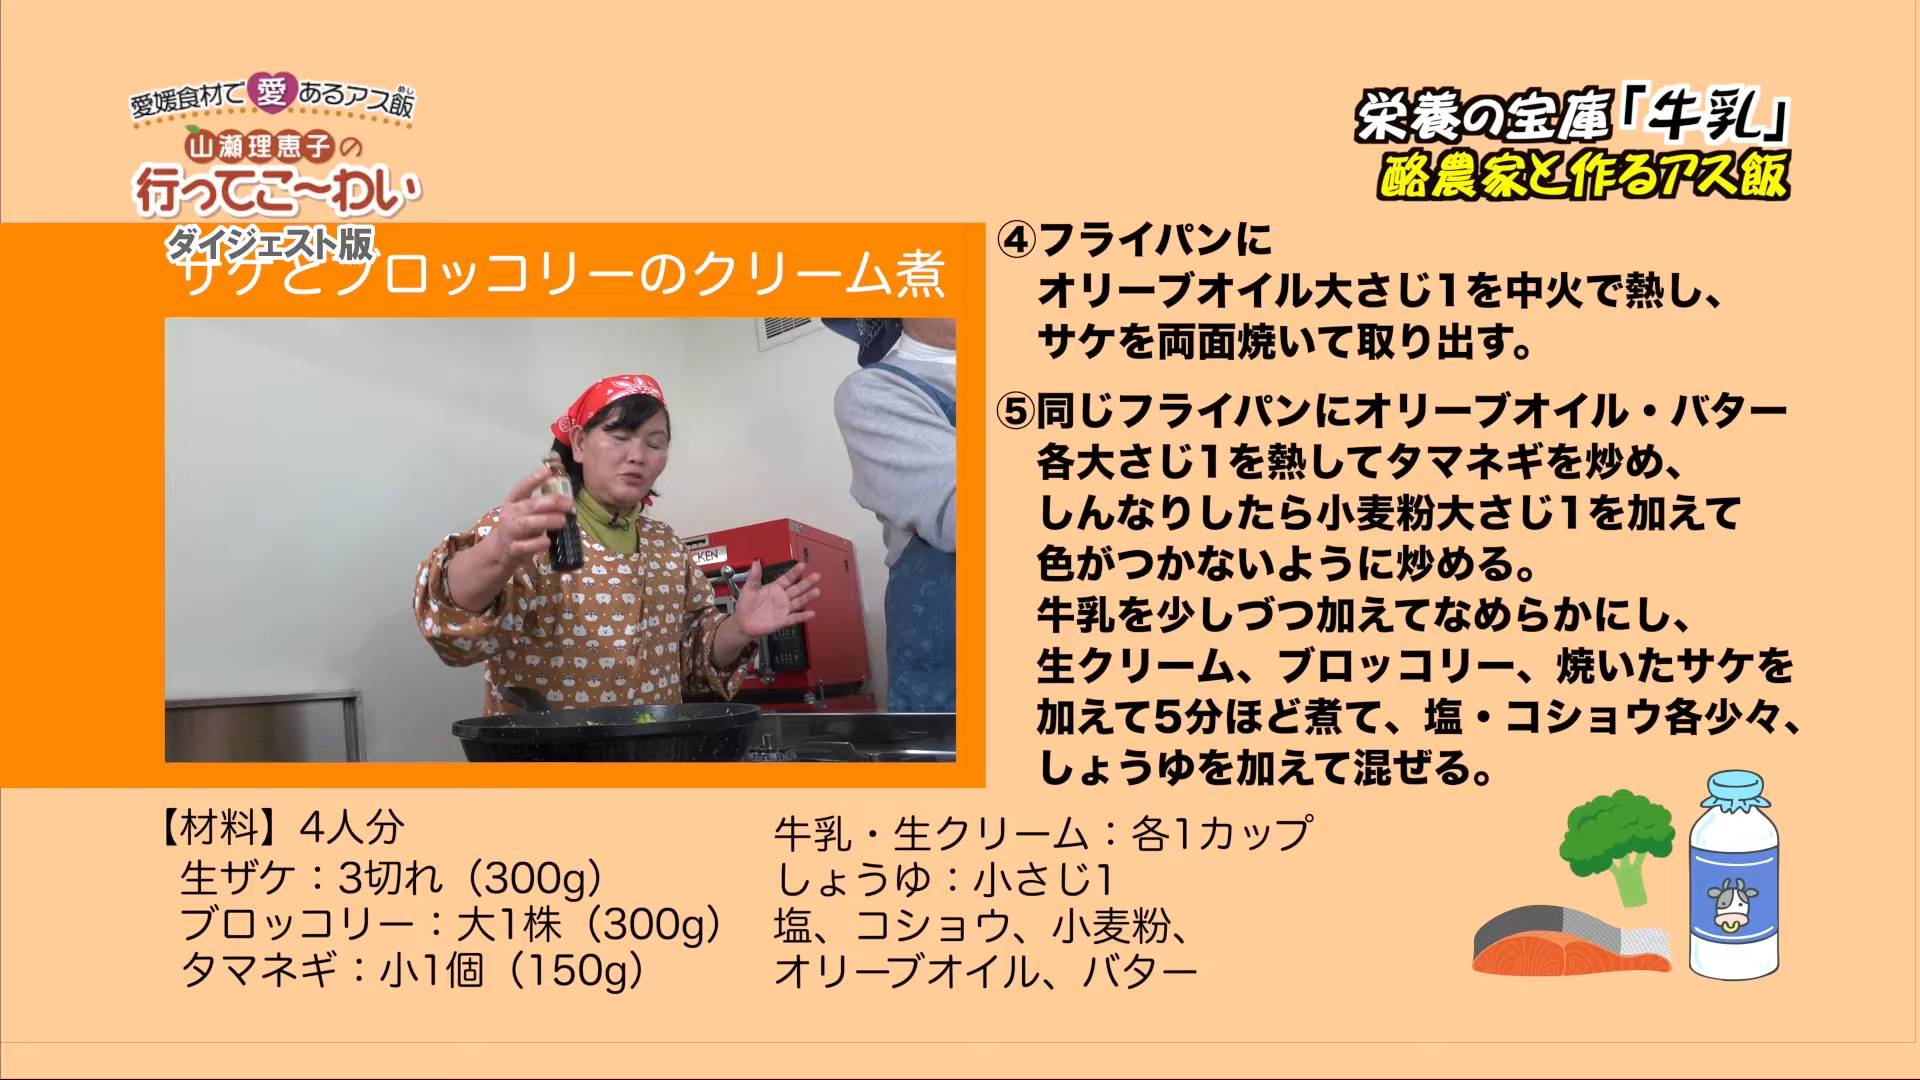 愛媛食材で愛あるアス飯
めし
山瀬理恵子の
行ってこ〜わい
ダイジェスト版
栄養の宝庫「牛乳」
酪農家と作るアス飯
サケとブロッコリーのクリーム煮
④フライパンに
オリーブオイル大さじ1を中火で熱し、
サケを両面焼いて取り出す。
⑤同じフライパンにオリーブオイル・バター
各大さじ1を熱してタマネギを炒め、
しんなりしたら小麦粉大さじ1を加えて
色がつかないように炒める。
牛乳を少しづつ加えてなめらかにし、
生クリーム、ブロッコリー、焼いたサケを
加えて5分ほど煮て、塩・コショウ各少々、
しょうゆを加えて混ぜる。
CKEN
【材料】4人分
生ザケ：3切れ（300g）
ブロッコリー：大1株（300g）
タマネギ：小1個（150g）
牛乳・生クリーム：各1カップ
しょうゆ：小さじ1
塩、コショウ、小麦粉、
オリーブオイル、バター